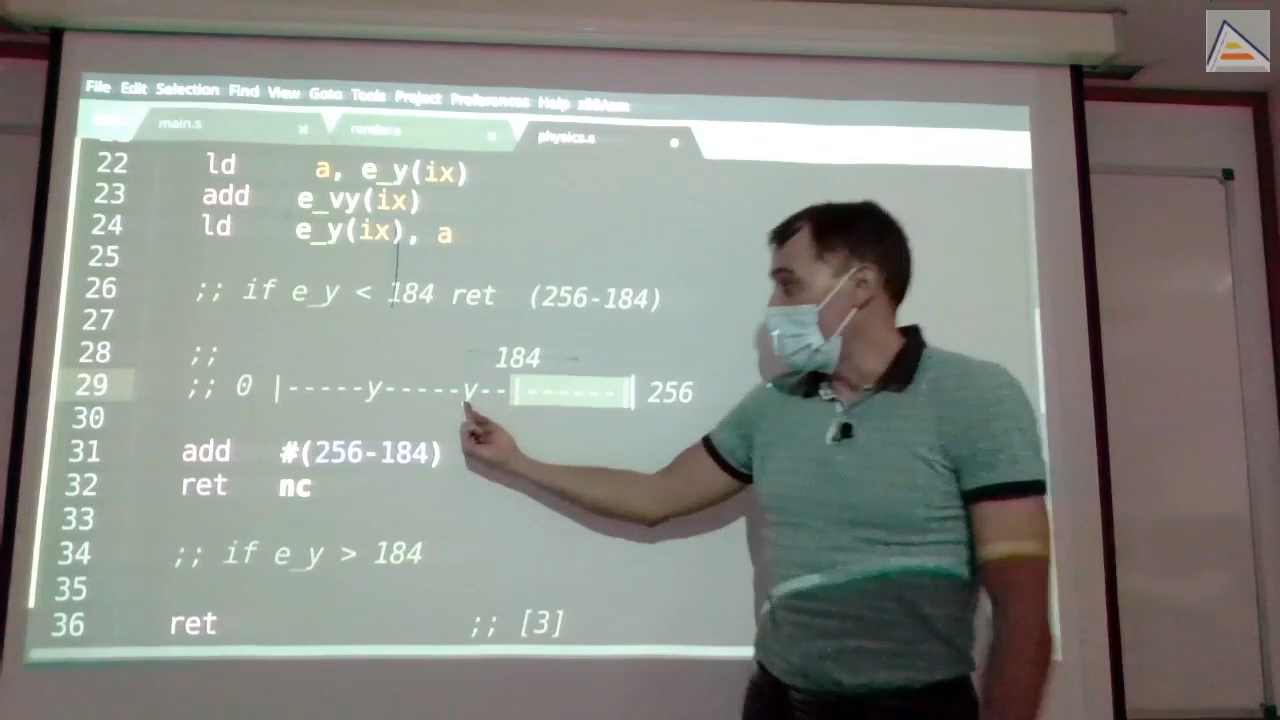 File Edit Selection Find View Goto Tools Project Preferences Help
main.s
physics.s
22 ld a, e_y(ix)
23 add e_vy(ix)
24 ld e_y(ix), a
25
26 ;; if e_y < 184 ret (256-184)
27
28 ;; 184
29 ;; 0 |-----y-----y--|------| 256
30
31 add #(256-184)
32 ret nc
33
34 ;; if e_y > 184
35
36 ret ;; [3]